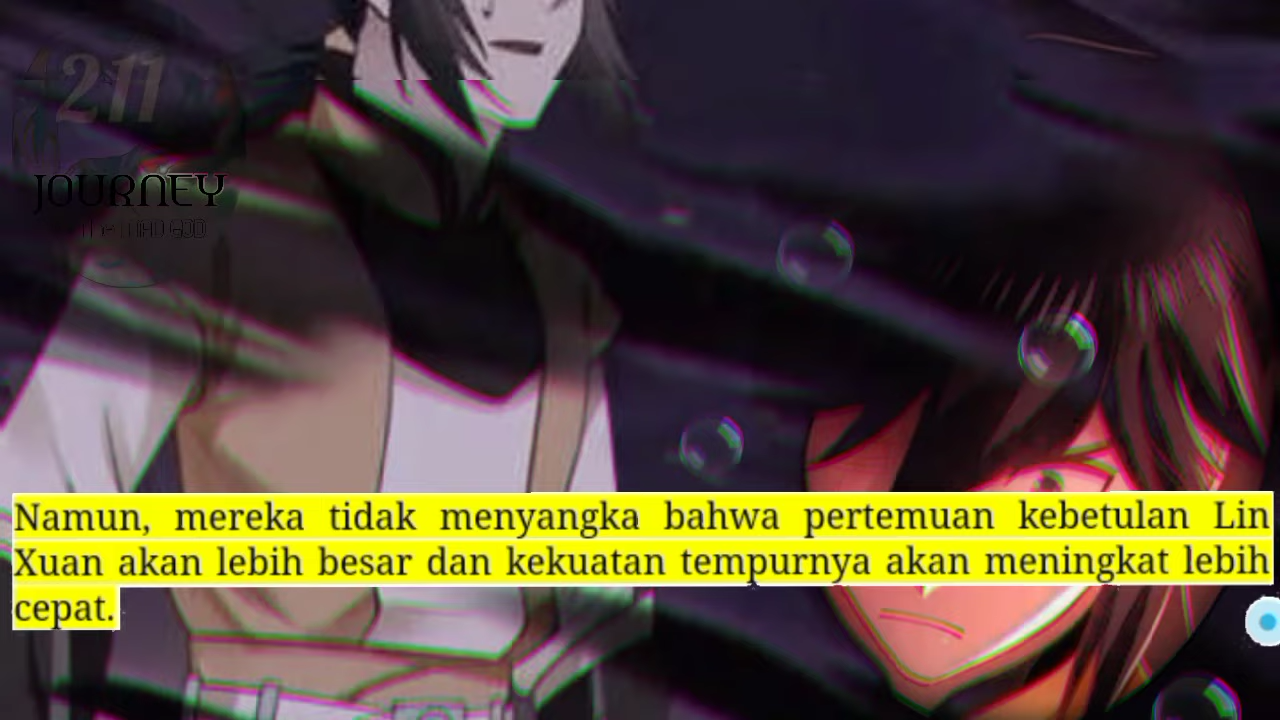 211
JOURNEY
Namun, mereka tidak menyangka bahwa pertemuan kebetulan Lin
Xuan akan lebih besar dan kekuatan tempurnya akan meningkat lebih
cepat.